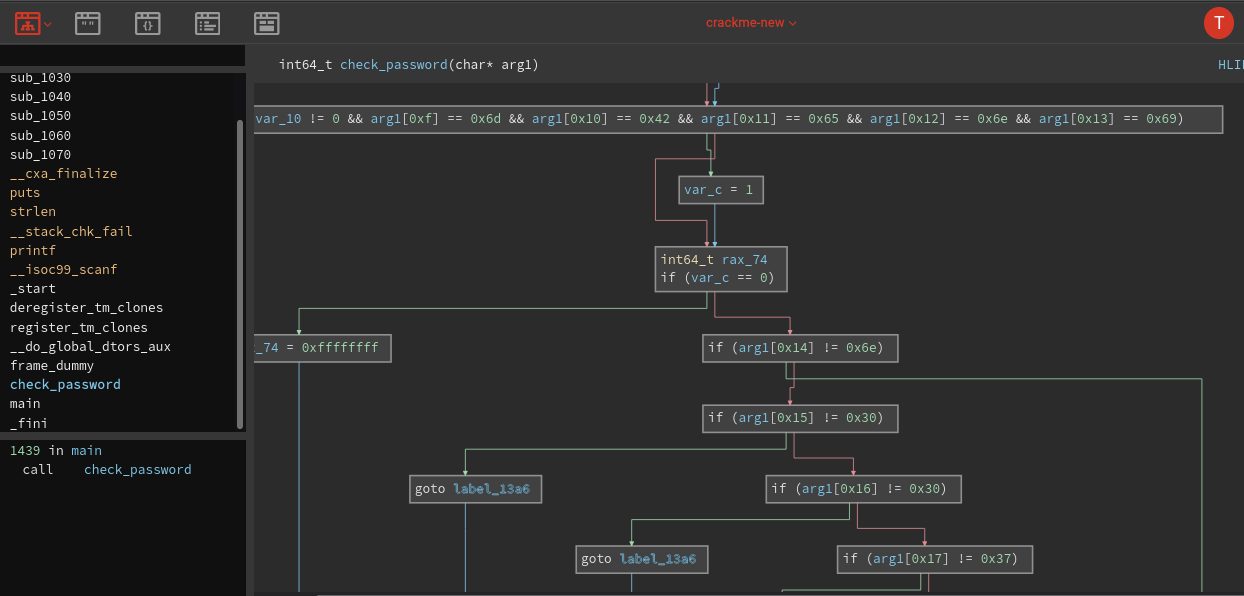 crackme-new
T
int64_t check_password(char* arg1)
HLI
sub_1030
sub_1040
sub_1050
sub_1060
sub_1070
__cxa_finalize
puts
strlen
__stack_chk_fail
printf
__isoc99_scanf
_start
deregister_tm_clones
register_tm_clones
__do_global_dtors_aux
frame_dummy
check_password
main
_fini
1439 in main
call check_password
var_10 != 0 && arg1[0xf] == 0x6d && arg1[0x10] == 0x42 && arg1[0x11] == 0x65 && arg1[0x12] == 0x6e && arg1[0x13] == 0x69)
var_c = 1
int64_t rax_74
if (var_c == 0)
_74 = 0xffffffff
if (arg1[0x14] != 0x6e)
if (arg1[0x15] != 0x30)
goto label_13a6
if (arg1[0x16] != 0x30)
goto label_13a6
if (arg1[0x17] != 0x37)